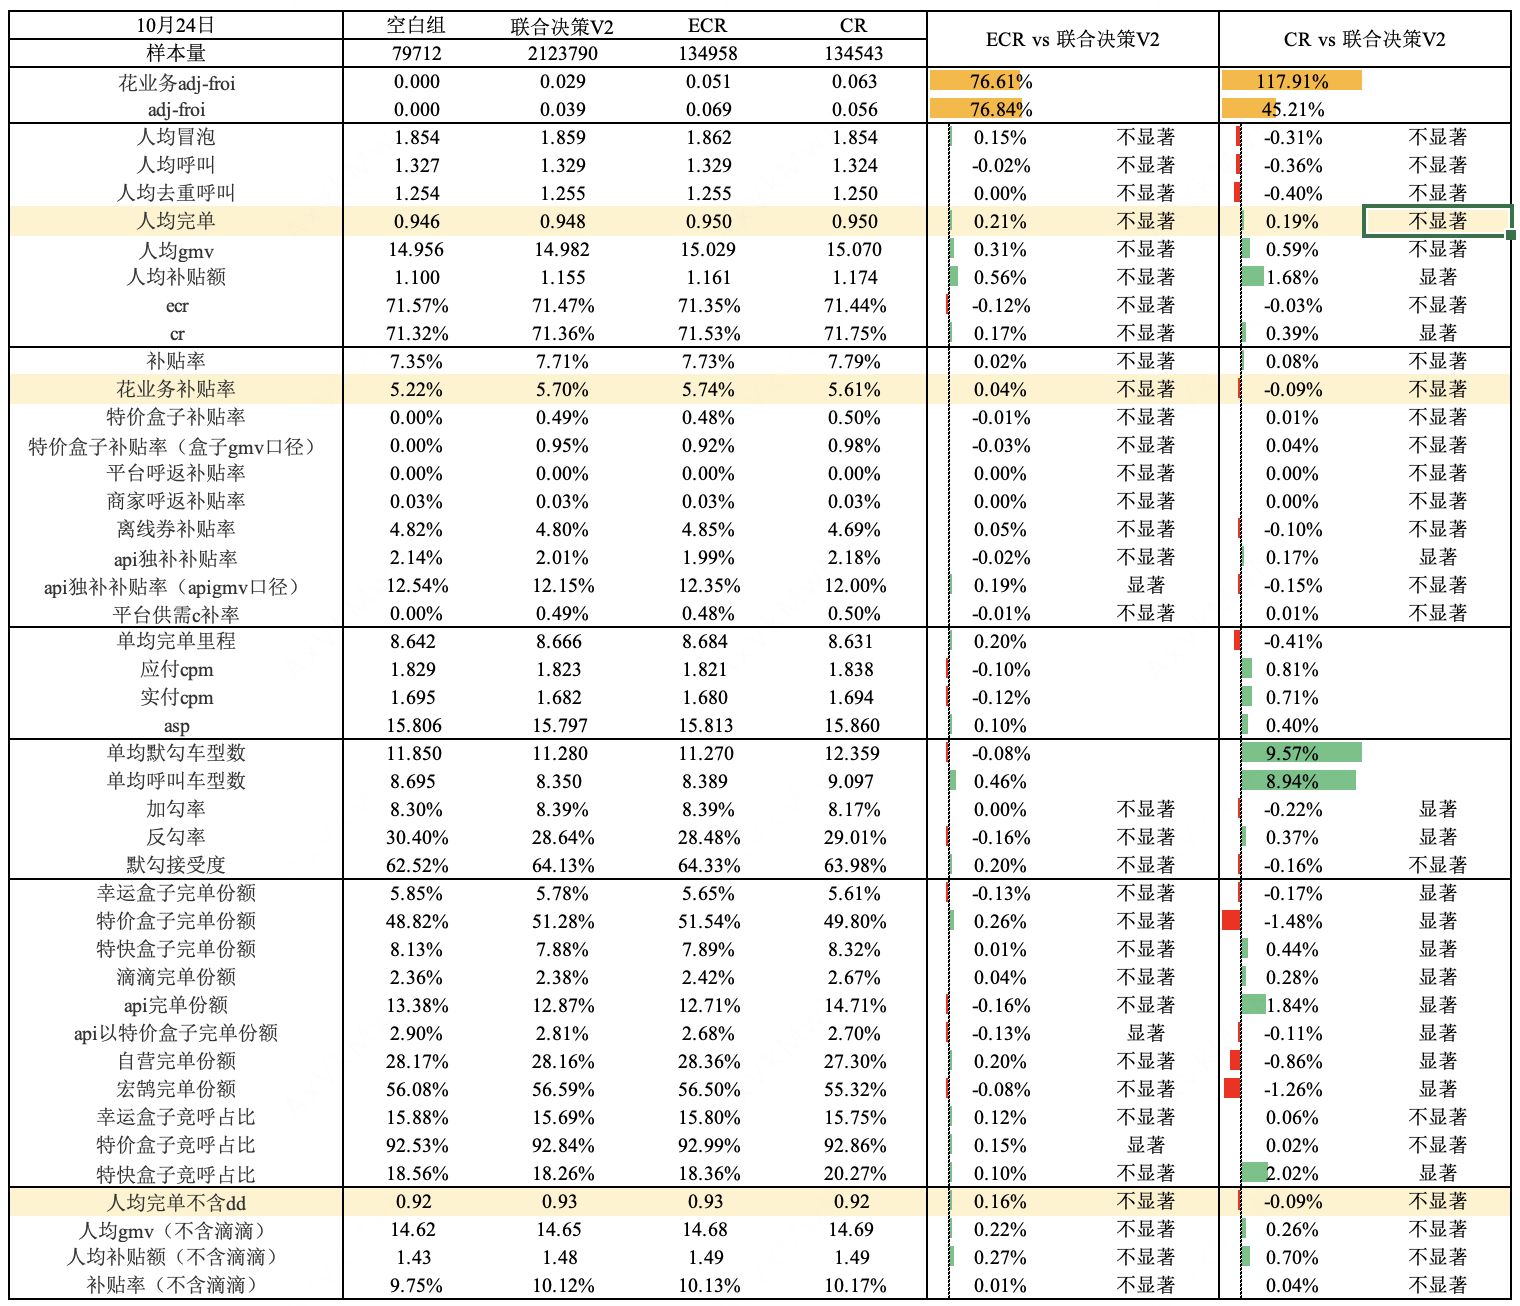 10月24日 空白组 联合决策V2 ECR CR ECR vs 联合决策V2 CR vs 联合决策V2
样本量 79712 2123790 134958 134543
花业务adj-froi 0.000 0.029 0.051 0.063 76.61% 117.91%
adj-froi 0.000 0.039 0.069 0.056 76.84% 45.21%
人均冒泡 1.854 1.859 1.862 1.854 0.15% 不显著 -0.31% 不显著
人均呼叫 1.327 1.329 1.329 1.324 -0.02% 不显著 -0.36% 不显著
人均去重呼叫 1.254 1.255 1.255 1.250 0.00% 不显著 -0.40% 不显著
人均完单 0.946 0.948 0.950 0.950 0.21% 不显著 0.19% 不显著
人均gmv 14.956 14.982 15.029 15.070 0.31% 不显著 0.59% 不显著
人均补贴额 1.100 1.155 1.161 1.174 0.56% 不显著 1.68% 显著
ecr 71.57% 71.47% 71.35% 71.44% -0.12% 不显著 -0.03% 不显著
cr 71.32% 71.36% 71.53% 71.75% 0.17% 不显著 0.39% 显著
补贴率 7.35% 7.71% 7.73% 7.79% 0.02% 不显著 0.08% 不显著
花业务补贴率 5.22% 5.70% 5.74% 5.61% 0.04% 不显著 -0.09% 不显著
特价盒子补贴率 0.00% 0.49% 0.48% 0.50% -0.01% 不显著 0.01% 不显著
特价盒子补贴率（盒子gmv口径） 0.00% 0.95% 0.92% 0.98% -0.03% 不显著 0.04% 不显著
平台呼返补贴率 0.00% 0.00% 0.00% 0.00% 0.00% 不显著 0.00% 不显著
商家呼返补贴率 0.03% 0.03% 0.03% 0.03% 0.00% 不显著 0.00% 不显著
离线券补贴率 4.82% 4.80% 4.85% 4.69% 0.05% 不显著 -0.10% 不显著
api独补补贴率 2.14% 2.01% 1.99% 2.18% -0.02% 不显著 0.17% 显著
api独补补贴率（apigmv口径） 12.54% 12.15% 12.35% 12.00% 0.19% 显著 -0.15% 不显著
平台供需c补率 0.00% 0.49% 0.48% 0.50% -0.01% 不显著 0.01% 不显著
单均完单里程 8.642 8.666 8.684 8.631 0.20% -0.41%
应付cpm 1.829 1.823 1.821 1.838 -0.10% 0.81%
实付cpm 1.695 1.682 1.680 1.694 -0.12% 0.71%
asp 15.806 15.797 15.813 15.860 0.10% 0.40%
单均默勾车型数 11.850 11.280 11.270 12.359 -0.08% 9.57%
单均呼叫车型数 8.695 8.350 8.389 9.097 0.46% 8.94%
加勾率 8.30% 8.39% 8.39% 8.17% 0.00% 不显著 -0.22% 显著
反勾率 30.40% 28.64% 28.48% 29.01% -0.16% 不显著 0.37% 显著
默勾接受度 62.52% 64.13% 64.33% 63.98% 0.20% 不显著 -0.16% 不显著
幸运盒子完单份额 5.85% 5.78% 5.65% 5.61% -0.13% 不显著 -0.17% 显著
特价盒子完单份额 48.82% 51.28% 51.54% 49.80% 0.26% 不显著 -1.48% 显著
特快盒子完单份额 8.13% 7.88% 7.89% 8.32% 0.01% 不显著 0.44% 显著
滴滴完单份额 2.36% 2.38% 2.42% 2.67% 0.04% 不显著 0.28% 显著
api完单份额 13.38% 12.87% 12.71% 14.71% -0.16% 不显著 1.84% 显著
api以特价盒子完单份额 2.90% 2.81% 2.68% 2.70% -0.13% 显著 -0.11% 显著
自营完单份额 28.17% 28.16% 28.36% 27.30% 0.20% 不显著 -0.86% 显著
宏鹄完单份额 56.08% 56.59% 56.50% 55.32% -0.08% 不显著 -1.26% 显著
幸运盒子竞呼占比 15.88% 15.69% 15.80% 15.75% 0.12% 不显著 0.06% 不显著
特价盒子竞呼占比 92.53% 92.84% 92.99% 92.86% 0.15% 显著 0.02% 不显著
特快盒子竞呼占比 18.56% 18.26% 18.36% 20.27% 0.10% 不显著 2.02% 显著
人均完单不含dd 0.92 0.93 0.93 0.92 0.16% 不显著 -0.09% 不显著
人均gmv（不含滴滴） 14.62 14.65 14.68 14.69 0.22% 不显著 0.26% 不显著
人均补贴额（不含滴滴） 1.43 1.48 1.49 1.49 0.27% 不显著 0.70% 不显著
补贴率（不含滴滴） 9.75% 10.12% 10.13% 10.17% 0.01% 不显著 0.04% 不显著